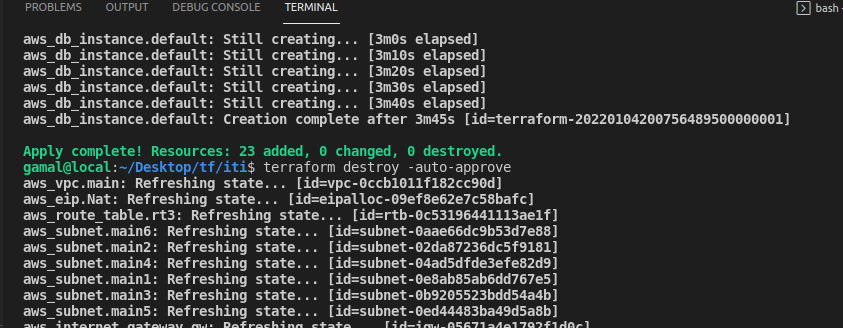 PROBLEMS OUTPUT DEBUG CONSOLE TERMINAL bash
aws_db_instance.default: Still creating... [3m0s elapsed]
aws_db_instance.default: Still creating... [3m10s elapsed]
aws_db_instance.default: Still creating... [3m20s elapsed]
aws_db_instance.default: Still creating... [3m30s elapsed]
aws_db_instance.default: Still creating... [3m40s elapsed]
aws_db_instance.default: Creation complete after 3m45s [id=terraform-20220104200756489500000001]
Apply complete! Resources: 23 added, 0 changed, 0 destroyed.
gamal@local:~/Desktop/tf/iti$ terraform destroy -auto-approve
aws_vpc.main: Refreshing state... [id=vpc-0ccb1011f182cc90d]
aws_eip.Nat: Refreshing state... [id=eipalloc-09ef8e62e7c58bafc]
aws_route_table.rt3: Refreshing state... [id=rtb-0c53196441113ae1f]
aws_subnet.main6: Refreshing state... [id=subnet-0aae66dc9b53d7e88]
aws_subnet.main2: Refreshing state... [id=subnet-02da87236dc5f9181]
aws_subnet.main4: Refreshing state... [id=subnet-04ad5dfde3efe82d9]
aws_subnet.main1: Refreshing state... [id=subnet-0e8ab85ab6dd767e5]
aws_subnet.main3: Refreshing state... [id=subnet-0b9205523bdd54a4b]
aws_subnet.main5: Refreshing state... [id=subnet-0ed44483ba49d5a8b]
aws_internet_gateway.gw: Refreshing state... [id=igw-05671a4e1792f1d0c]